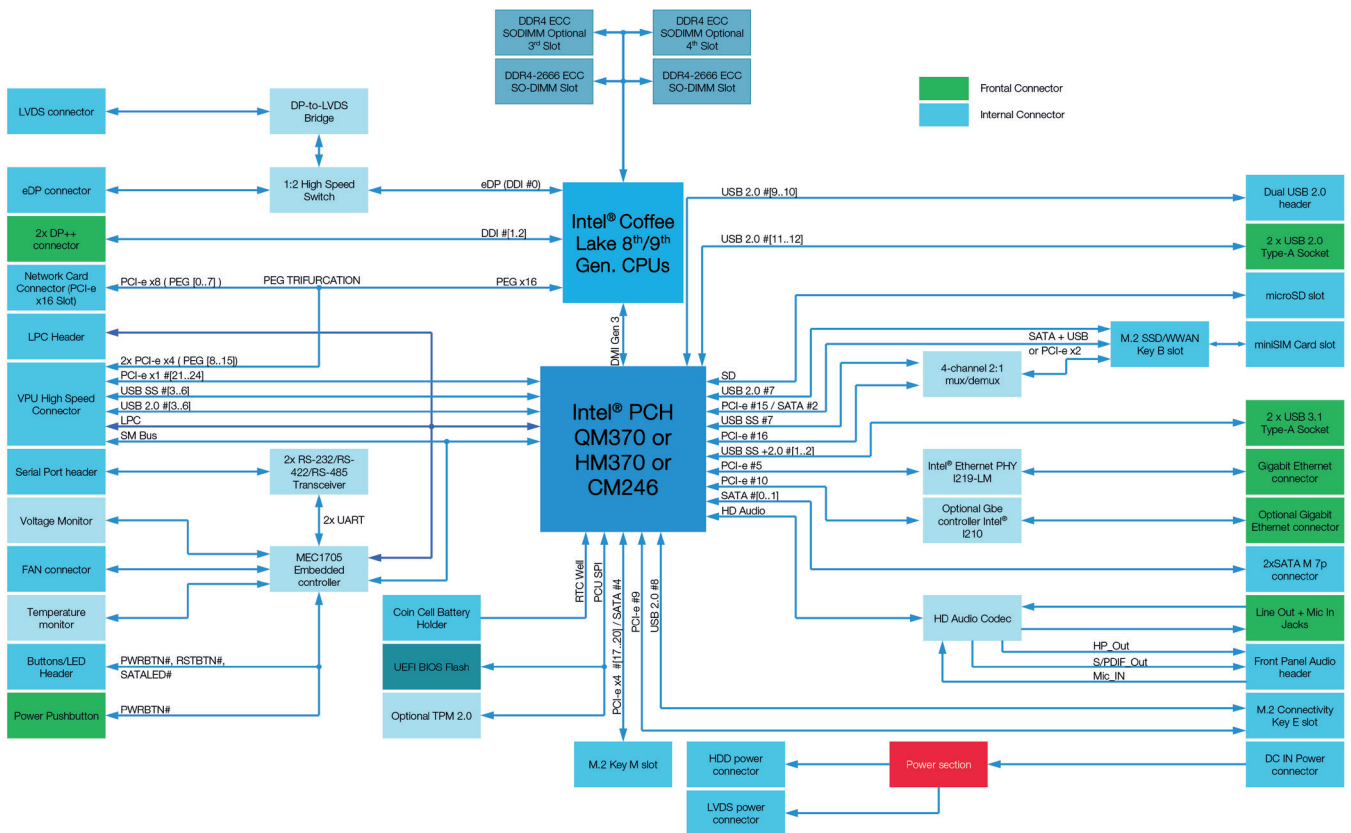 DDR4 ECC
SODIMM Optional
3rd Slot
DDR4 ECC
SODIMM Optional
4th Slot
DDR4-2666 ECC
SO-DIMM Slot
DDR4-2666 ECC
SO-DIMM Slot
Frontal Connector
Internal Connector
LVDS connector
DP-to-LVDS
Bridge
eDP connector
1:2 High Speed
Switch
eDP (DDI #0)
2x DP++
connector
DDI #[1.2]
Intel® Coffee
Lake 8th/9th
Gen. CPUs
Network Card
Connector (PCI-e
x16 Slot)
PCI-e x8 ( PEG [0..7] )
PEG TRIFURCATION
PEG x16
LPC Header
DMI Gen 3
VPU High Speed
Connector
2x PCI-e x4 ( PEG [8..15])
PCI-e x1 #[21..24]
USB SS #[3..6]
USB 2.0 #[3..6]
LPC
SM Bus
Intel® PCH
QM370 or
HM370 or
CM246
Serial Port header
2x RS-232/RS-
422/RS-485
Transceiver
2x UART
Voltage Monitor
MEC1705
Embedded
controller
FAN connector
Temperature
monitor
Buttons/LED
Header
PWRBTN#, RSTBTN#,
SATALED#
Power Pushbutton
PWRBTN#
Coin Cell Battery
Holder
UEFI BIOS Flash
Optional TPM 2.0
RTC Well
PCU SPI
PCI-e x4 #[17..20] / SATA #4
PCI-e #9
USB 2.0 #8
M.2 Key M slot
USB 2.0 #[9..10]
Dual USB 2.0
header
USB 2.0 #[11..12]
2 x USB 2.0
Type-A Socket
microSD slot
SD
USB 2.0 #7
PCI-e #15 / SATA #2
USB SS #7
PCI-e #16
USB SS +2.0 #[1..2]
PCI-e #5
PCI-e #10
SATA #[0..1]
HD Audio
SATA + USB
or PCI-e x2
M.2 SSD/WWAN
Key B slot
miniSIM Card slot
4-channel 2:1
mux/demux
2 x USB 3.1
Type-A Socket
Intel® Ethernet PHY
I219-LM
Gigabit Ethernet
connector
Optional Gbe
controller Intel®
I210
Optional Gigabit
Ethernet connector
2xSATA M 7p
connector
HD Audio Codec
Line Out + Mic In
Jacks
HP_Out
S/PDIF_Out
Mic_IN
Front Panel Audio
header
M.2 Connectivity
Key E slot
HDD power
connector
Power section
DC IN Power
connector
LVDS power
connector